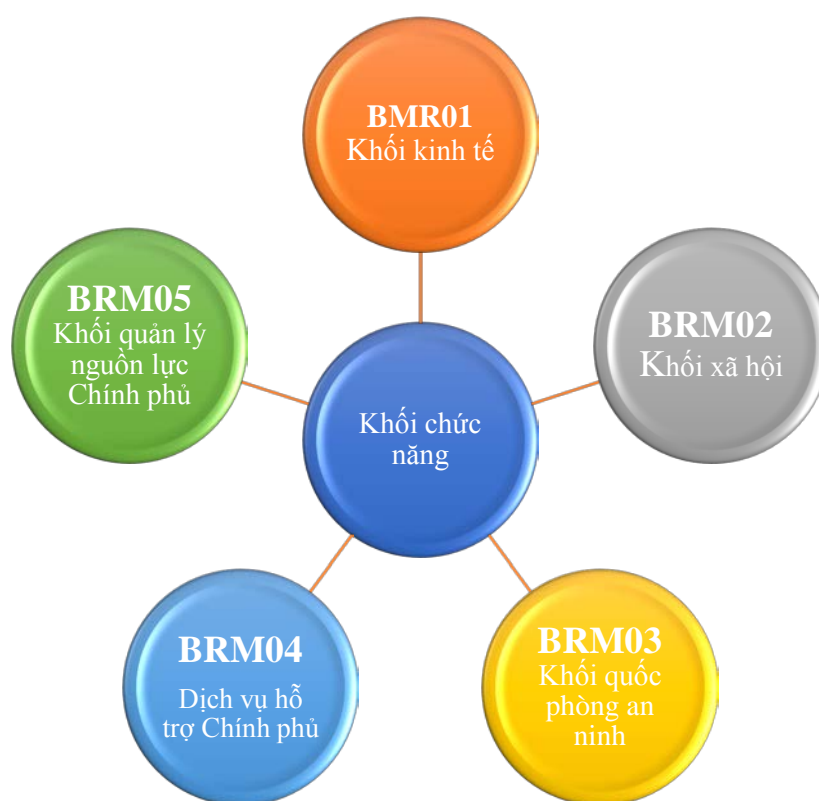 BMR01
Khối kinh tế
BRM05
Khối quản lý
nguồn lực
Chính phủ
BRM02
Khối xã hội
Khối chức
năng
BRM04
Dịch vụ hỗ
trợ Chính phủ
BRM03
Khối quốc
phòng an
ninh